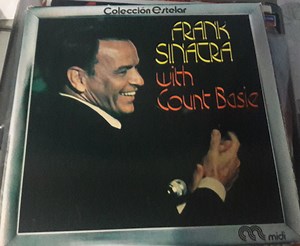 Colección Estelar
FRANK
SINATRA
with
Count Basie
midi